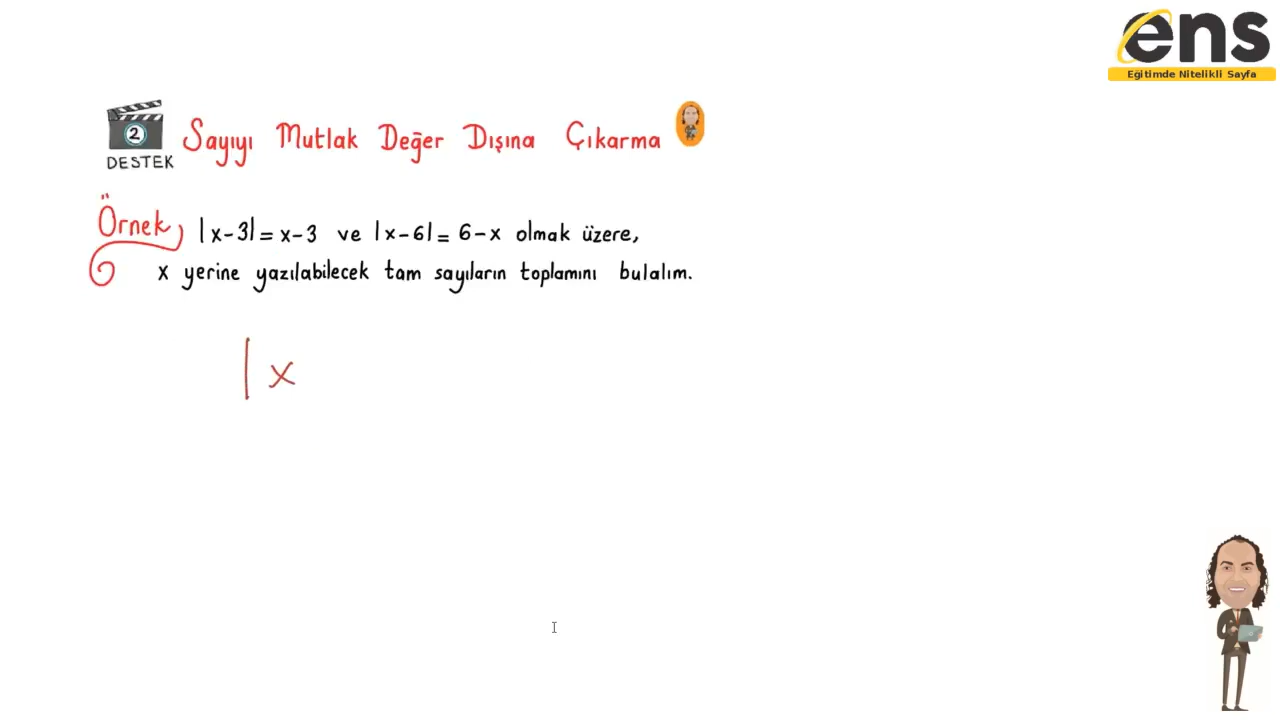 ens
Eğitimde Nitelikli Sayfa
2 Sayıyı Mutlak Değer Dışına Çıkarma
DESTEK
Örnek, |x-3|=x-3 ve |x-6|= 6-x olmak üzere,
x yerine yazılabilecek tam sayıların toplamını bulalım.
| x